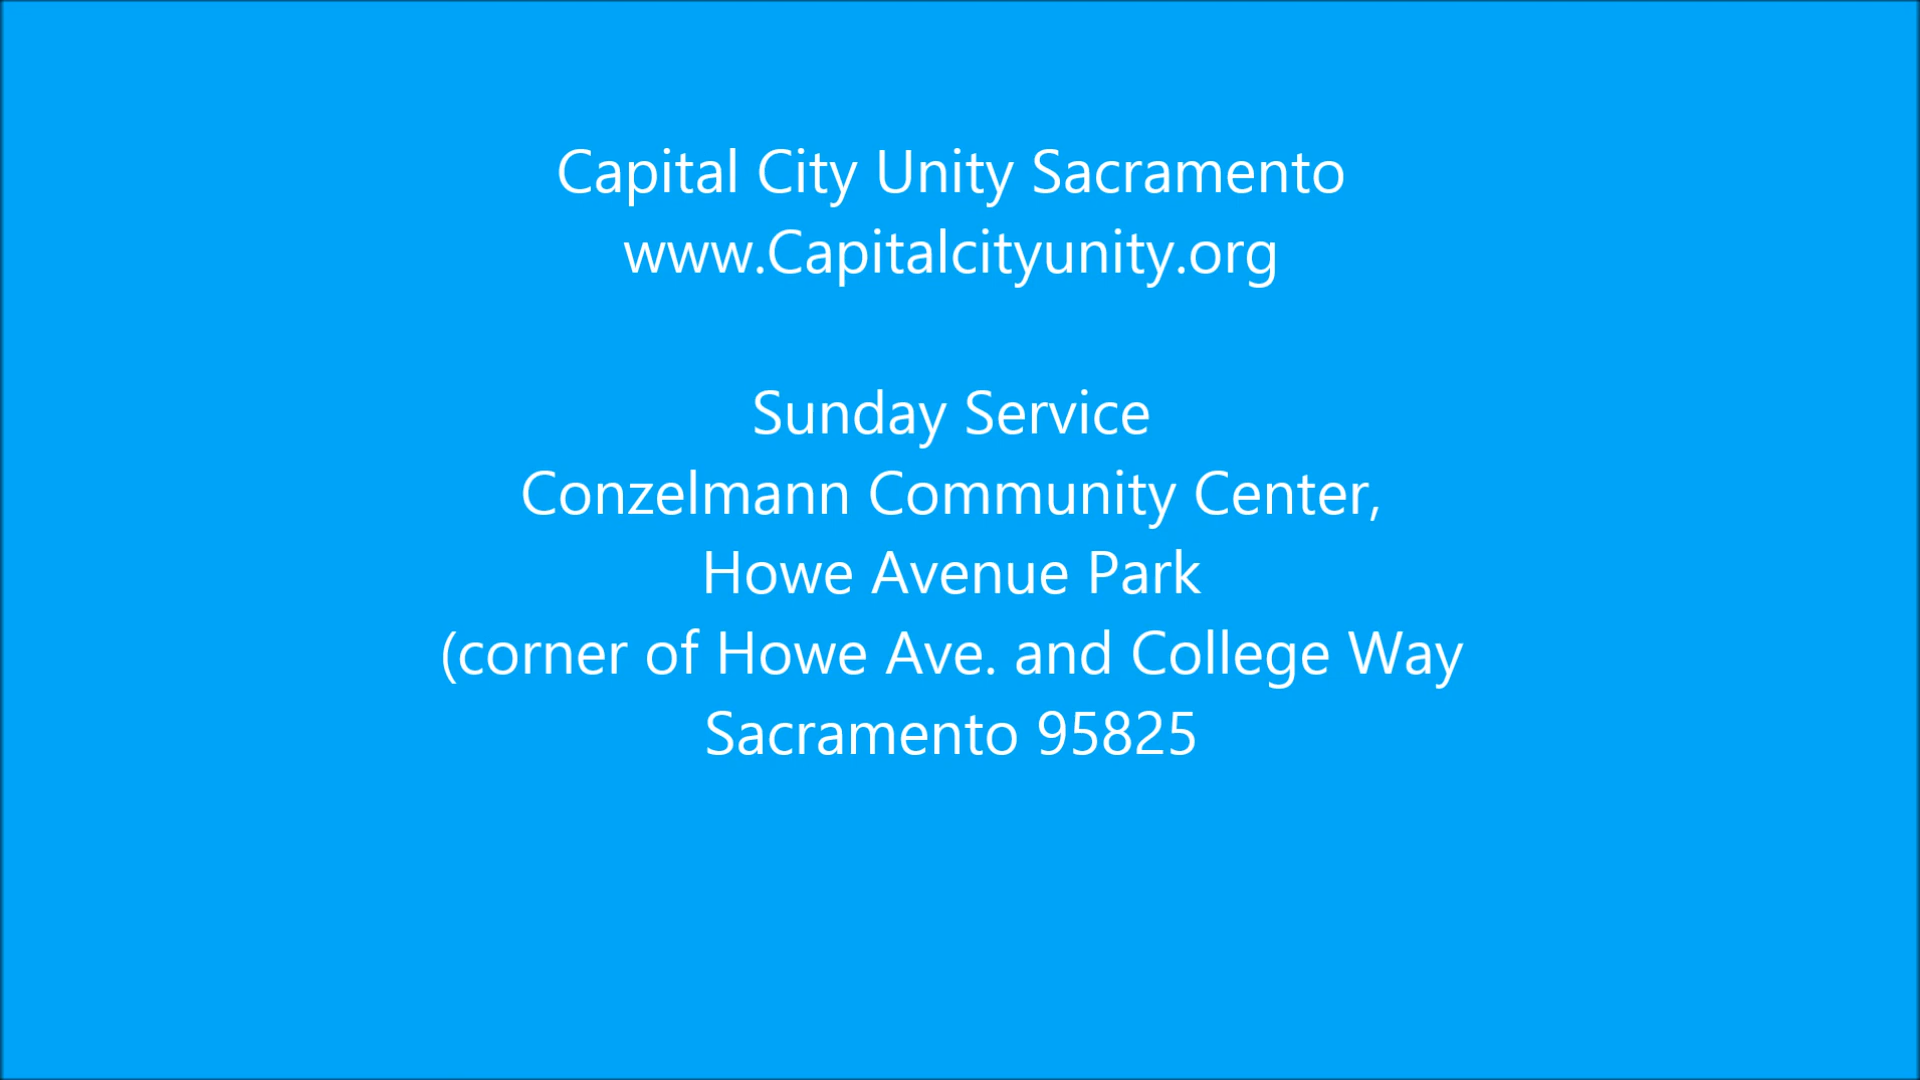 Capital City Unity Sacramento
www.Capitalcityunity.org
Sunday Service
Conzelmann Community Center,
Howe Avenue Park
(corner of Howe Ave. and College Way
Sacramento 95825